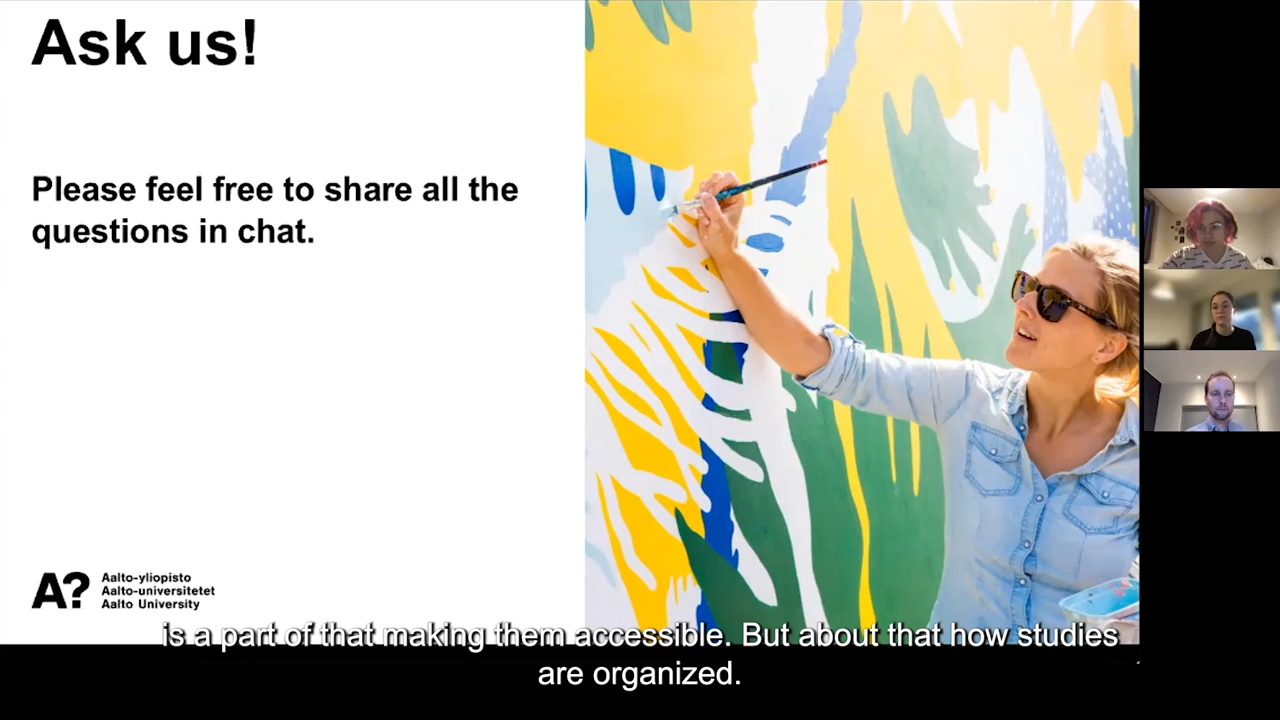 Ask us!
Please feel free to share all the
questions in chat.
A?
Aalto-yliopisto
Aalto-universitetet
Aalto University
is a part of that making them accessible. But about that how studies
are organized.